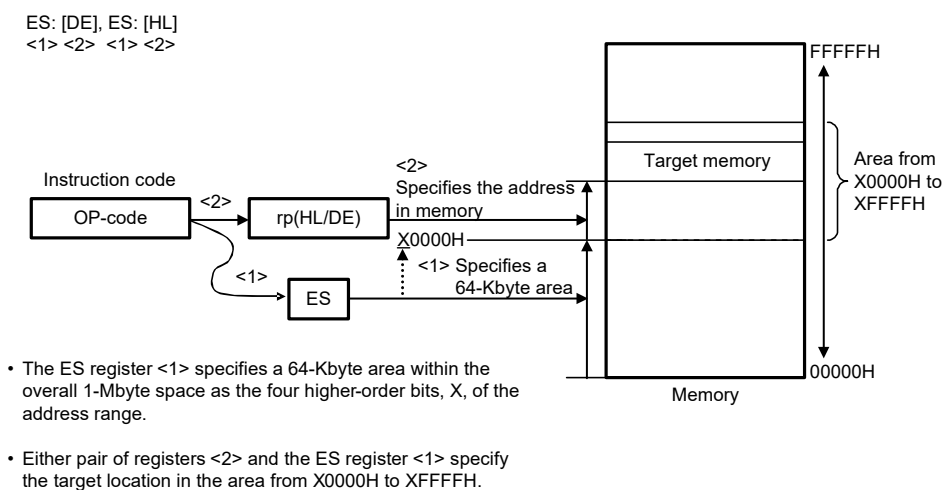 ES: [DE], ES: [HL]
<1> <2> <1> <2>
FFFFFH
<2>
Specifies the address
in memory
Target memory
Area from
X0000H to
XFFFFH
Instruction code
OP-code
<2>
rp(HL/DE)
X0000H
<1>
<1> Specifies a
64-Kbyte area
ES
00000H
Memory
• The ES register <1> specifies a 64-Kbyte area within the
overall 1-Mbyte space as the four higher-order bits, X, of the
address range.
• Either pair of registers <2> and the ES register <1> specify
the target location in the area from X0000H to XFFFFH.